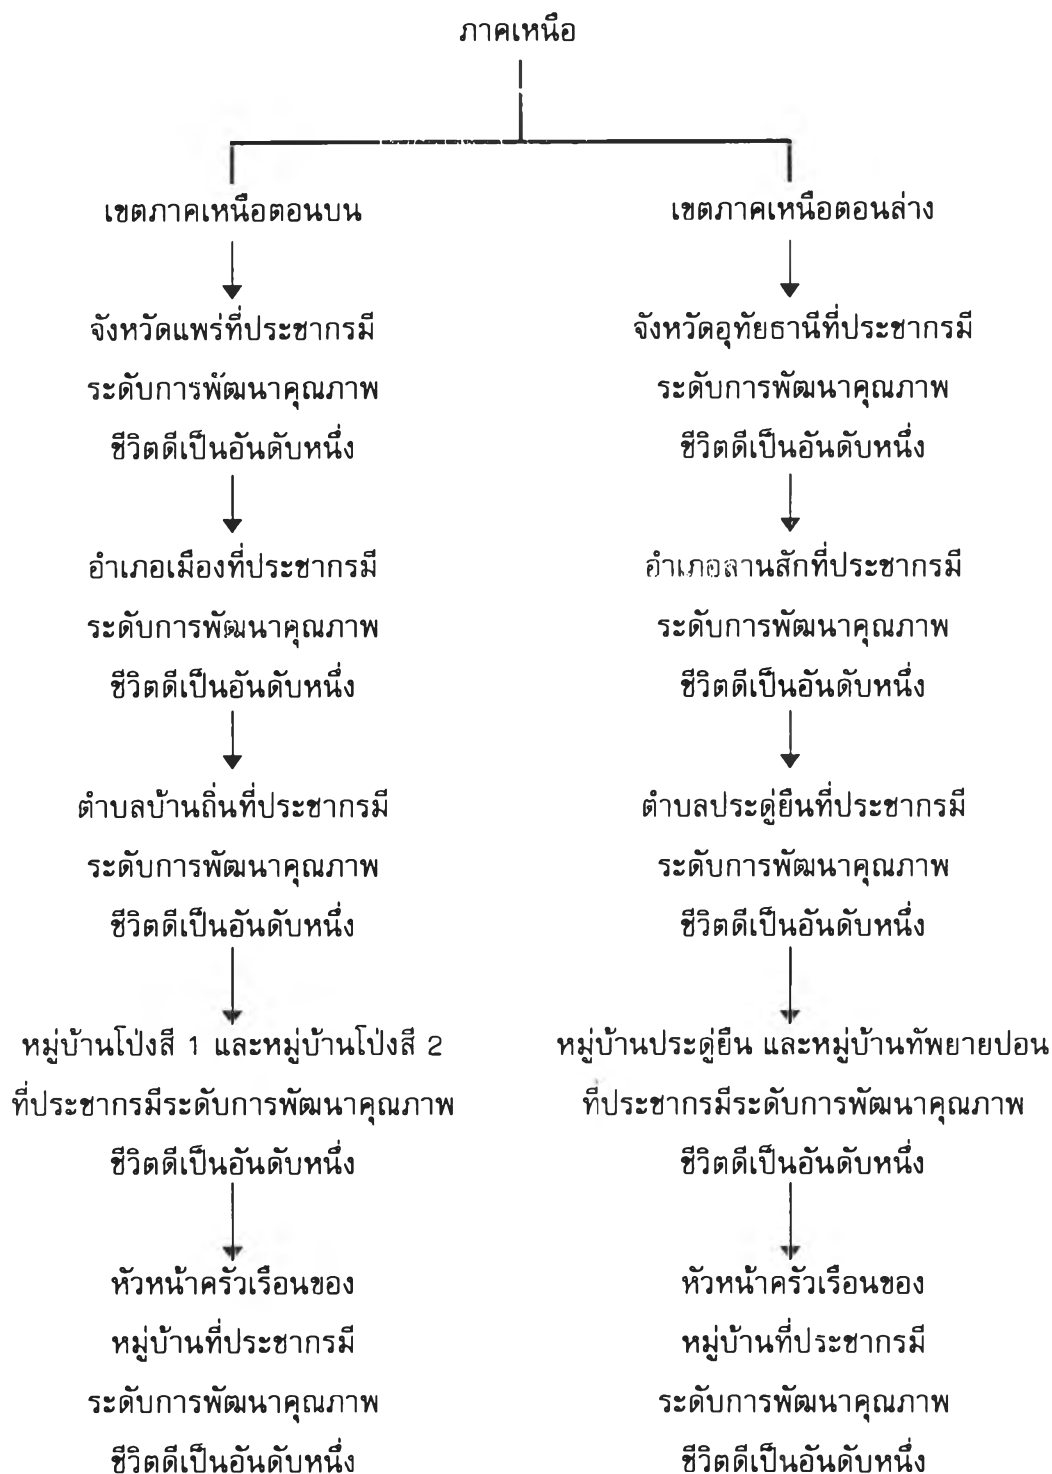 ภาคเหนือ
เขตภาคเหนือตอนบน
จังหวัดแพร่ที่ประชากรมี
ระดับการพัฒนาคุณภาพ
ชีวิตดีเป็นอันดับหนึ่ง
อำเภอเมืองที่ประชากรมี
ระดับการพัฒนาคุณภาพ
ชีวิตดีเป็นอันดับหนึ่ง
ตำบลบ้านถิ่นที่ประชากรมี
ระดับการพัฒนาคุณภาพ
ชีวิตดีเป็นอันดับหนึ่ง
หมู่บ้านโป่งสี 1 และหมู่บ้านโป่งสี 2
ที่ประชากรมีระดับการพัฒนาคุณภาพ
ชีวิตดีเป็นอันดับหนึ่ง
หัวหน้าครัวเรือนของ
หมู่บ้านที่ประชากรมี
ระดับการพัฒนาคุณภาพ
ชีวิตดีเป็นอันดับหนึ่ง
เขตภาคเหนือตอนล่าง
จังหวัดอุทัยธานีที่ประชากรมี
ระดับการพัฒนาคุณภาพ
ชีวิตดีเป็นอันดับหนึ่ง
อำเภอลานสักที่ประชากรมี
ระดับการพัฒนาคุณภาพ
ชีวิตดีเป็นอันดับหนึ่ง
ตำบลประดู่ยืนที่ประชากรมี
ระดับการพัฒนาคุณภาพ
ชีวิตดีเป็นอันดับหนึ่ง
หมู่บ้านประดู่ยืน และหมู่บ้านทัพยายปอน
ที่ประชากรมีระดับการพัฒนาคุณภาพ
ชีวิตดีเป็นอันดับหนึ่ง
หัวหน้าครัวเรือนของ
หมู่บ้านที่ประชากรมี
ระดับการพัฒนาคุณภาพ
ชีวิตดีเป็นอันดับหนึ่ง